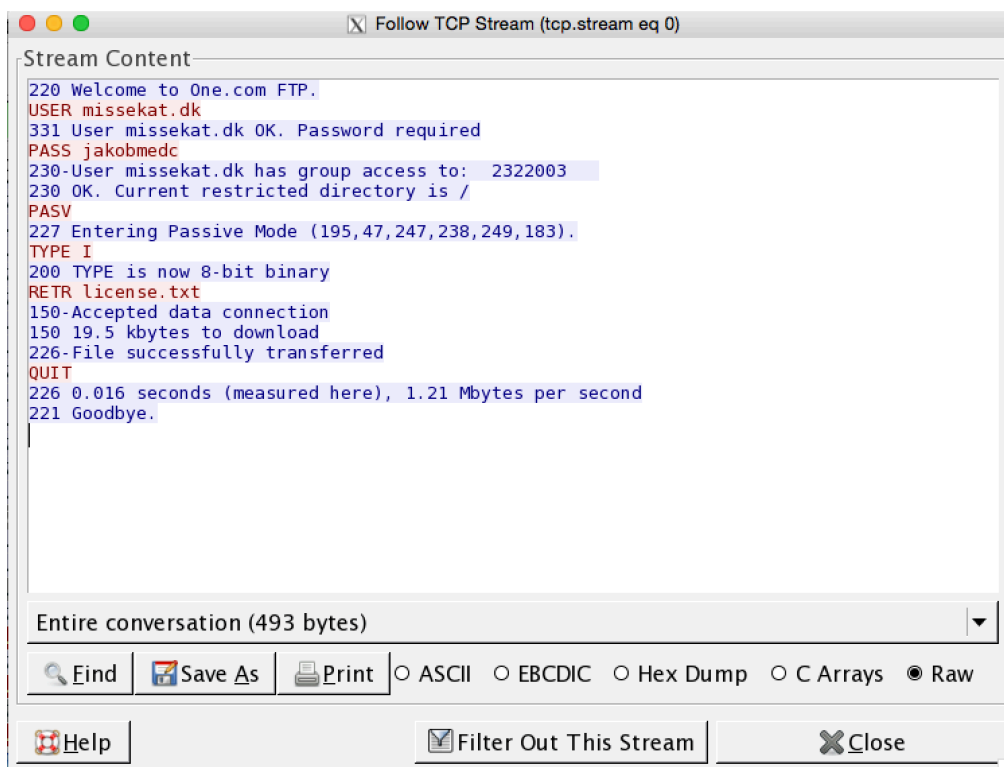 Follow TCP Stream (tcp.stream eq 0)
Stream Content
220 Welcome to One.com FTP.
USER missekat.dk
331 User missekat.dk OK. Password required
PASS jakobmedc
230-User missekat.dk has group access to:  2322003
230 OK. Current restricted directory is /
PASV
227 Entering Passive Mode (195,47,247,238,249,183).
TYPE I
200 TYPE is now 8-bit binary
RETR license.txt
150-Accepted data connection
150 19.5 kbytes to download
226-File successfully transferred
QUIT
226 0.016 seconds (measured here), 1.21 Mbytes per second
221 Goodbye.
Entire conversation (493 bytes)
Find Save As Print ASCII EBCDIC Hex Dump C Arrays Raw
Help Filter Out This Stream Close